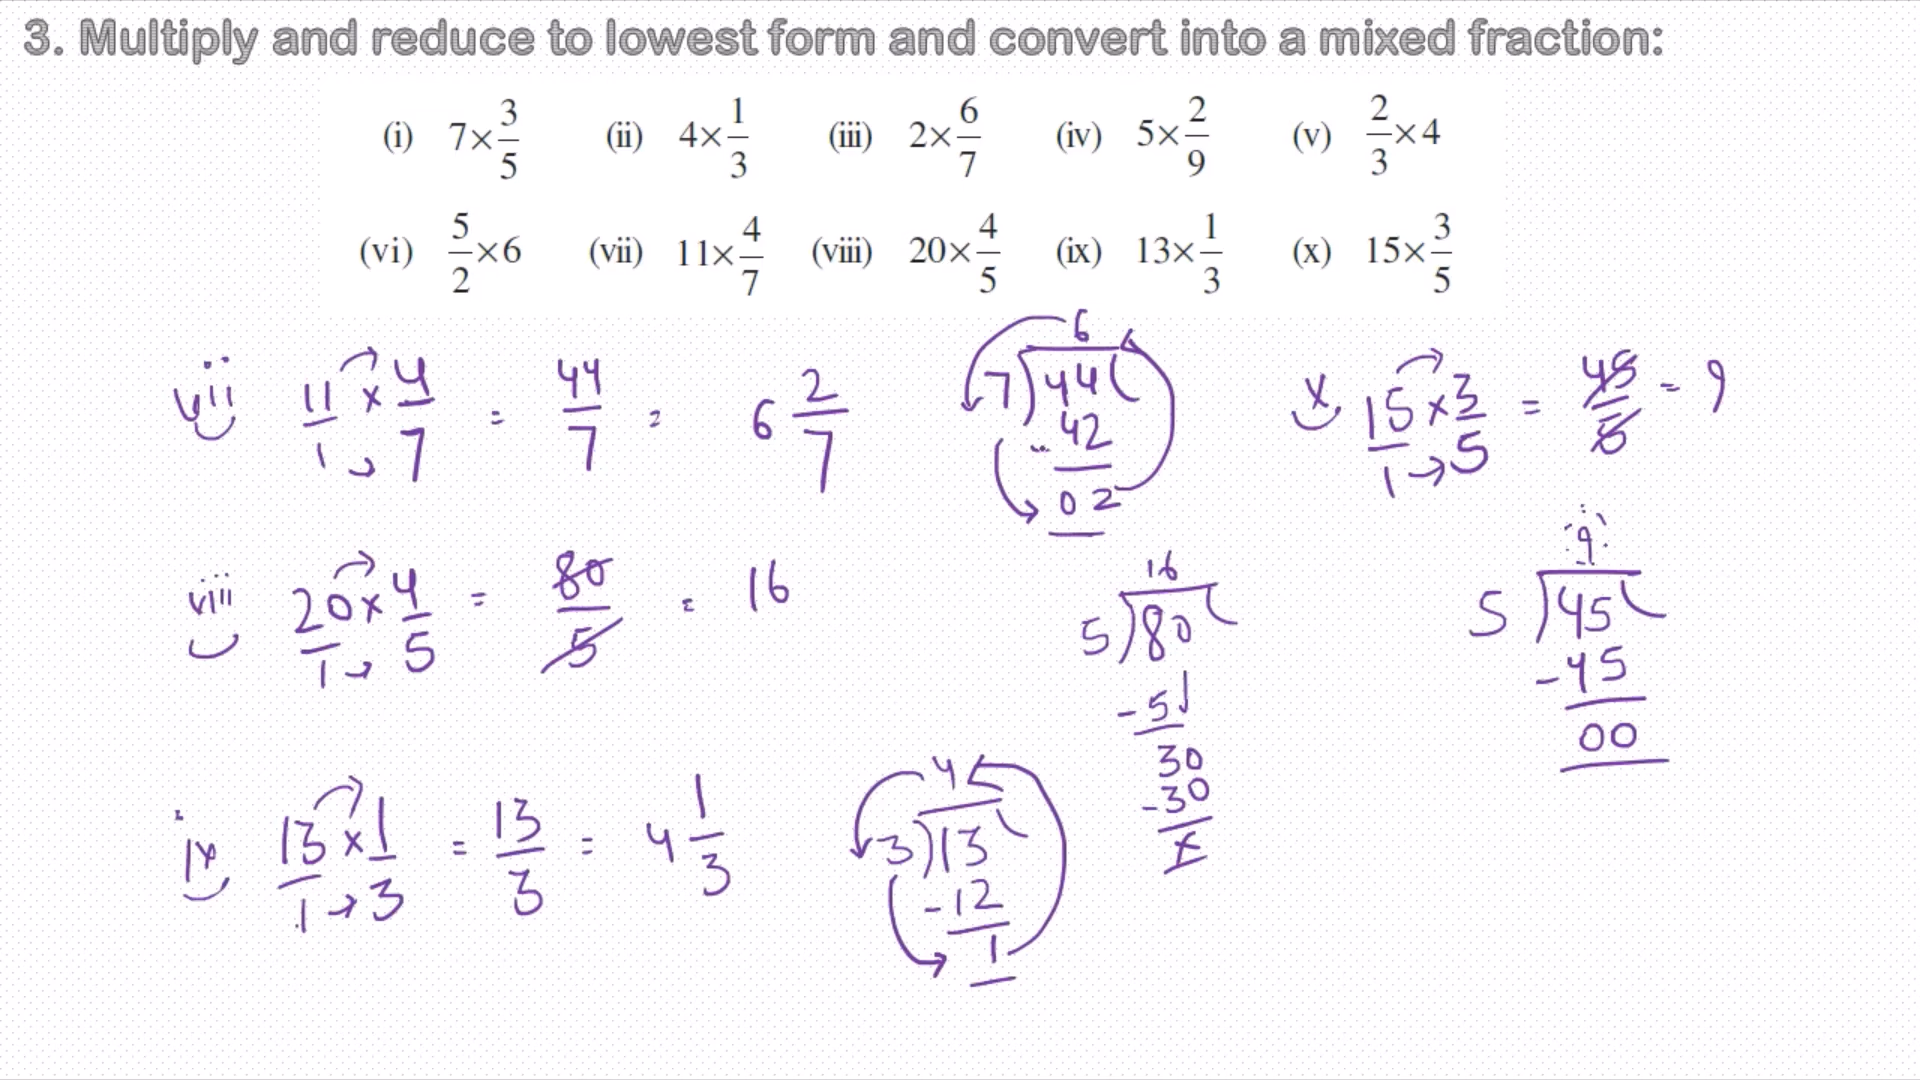 3. Multiply and reduce to lowest form and convert into a mixed fraction:
(i) 7×3/5 (ii) 4×1/3 (iii) 2×6/7 (iv) 5×2/9 (v) 2/3×4
(vi) 5/2×6 (vii) 11×4/7 (viii) 20×4/5 (ix) 13×1/3 (x) 15×3/5
vii 11/1 × 4/7 = 44/7 = 6 2/7
6
7)44(
42
02
x 15/1 × 3/5 = 45/5 = 9
9
5)45(
-45
00
viii 20/1 × 4/5 = 80/5 = 16
16
5)80(
-5↓
30
-30
x
ix 13/1 × 1/3 = 13/3 = 4 1/3
4
3)13(
-12
1